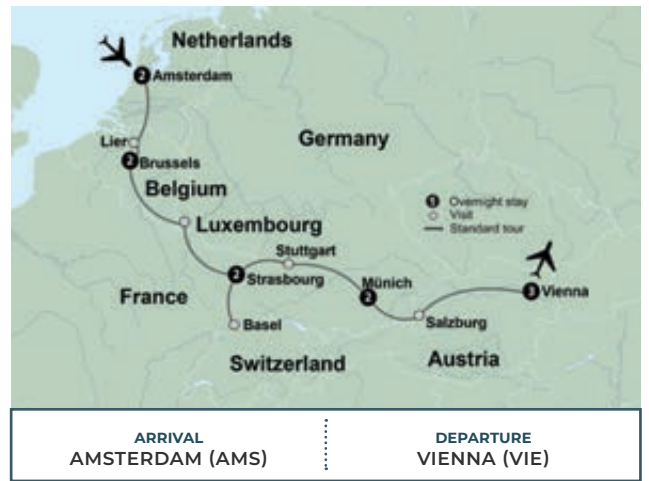 Netherlands
2 Amsterdam
Germany
Lier
2 Brussels
Belgium
1 Overnight stay
Visit
Standard tour
Luxembourg
Stuttgart
2 Strasbourg
Münich
2
3 Vienna
France
Basel
Salzburg
Switzerland
Austria
ARRIVAL
AMSTERDAM (AMS)
DEPARTURE
VIENNA (VIE)